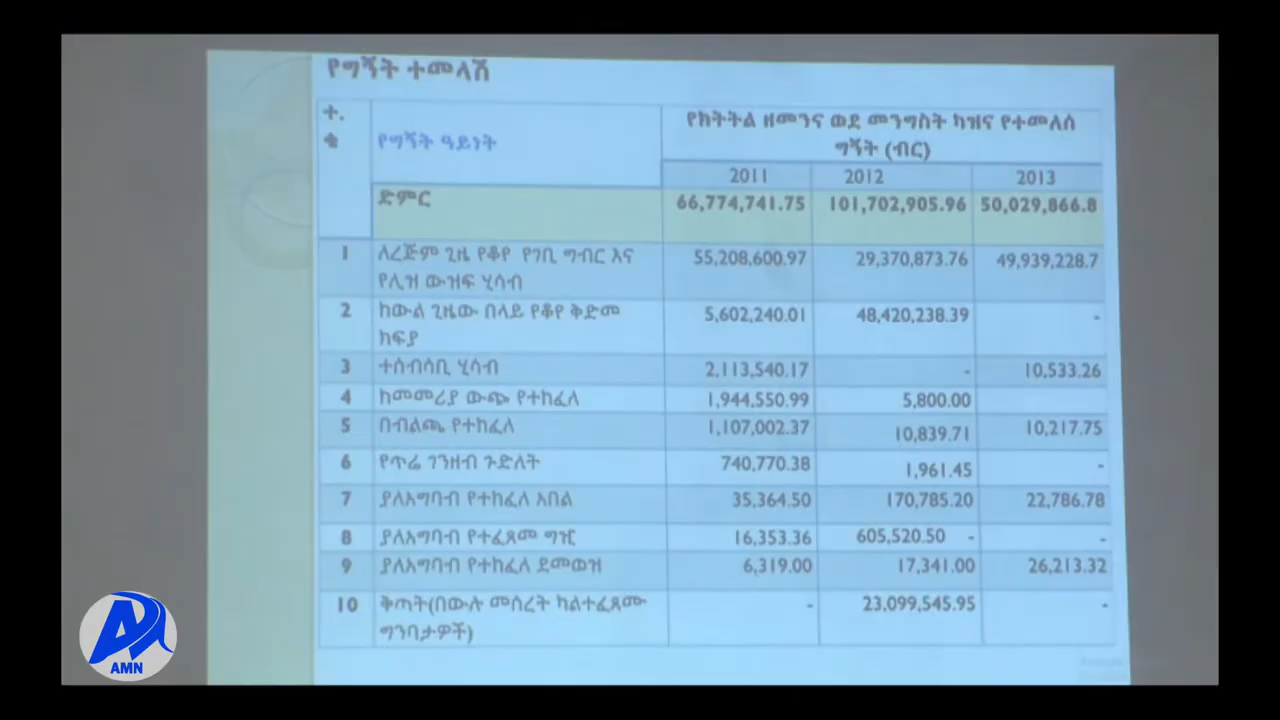 የግኝት ተመላሽ
ተ. የክትትል ዘመንና ወደ መንግስት ካዝና የተመለሰ
ቁ የግኝት ዓይነት ግኝት (ብር)
2011 2012 2013
ድምር 66,774,741.75 101,702,905.96 50,029,866.8
1 ለረጅም ጊዜ የቆየ የገቢ ግብር እና 55,208,600.97 29,370,873.76 49,939,228.7
የሊዝ ውዝፍ ሂሳብ
2 ከውል ጊዜው በላይ የቆየ ቅድመ 5,602,240.01 48,420,238.39 -
ክፍያ
3 ተሰብሳቢ ሂሳብ 2,113,540.17 - 10,533.26
4 ከመመሪያ ውጭ የተከፈለ 1,944,550.99 5,800.00
5 በብልጫ የተከፈለ 1,107,002.37 10,839.71 10,217.75
6 የጥሬ ገንዘብ ጉድለት 740,770.38 1,961.45 -
7 ያለአግባብ የተከፈለ አበል 35,364.50 170,785.20 22,786.78
8 ያለአግባብ የተፈጸመ ግዢ 16,353.36 605,520.50 - -
9 ያለአግባብ የተከፈለ ደመወዝ 6,319.00 17,341.00 26,213.32
10 ቅጣት(በውሉ መሰረት ካልተፈጸሙ - 23,099,545.95 -
ግንባታዎች)
AMN